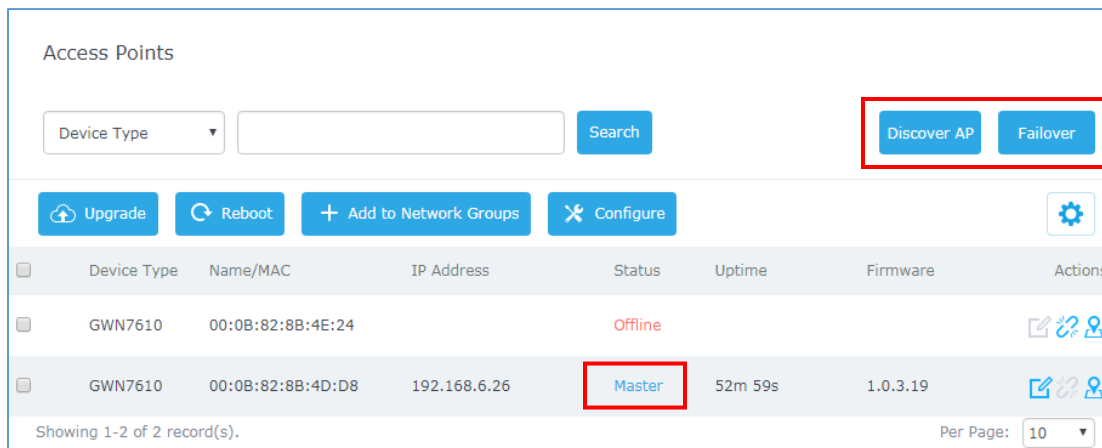 Access Points
Device Type Search Discover AP Failover
Upgrade Reboot + Add to Network Groups Configure
Device Type Name/MAC IP Address Status Uptime Firmware Actions
GWN7610 00:0B:82:8B:4E:24 Offline
GWN7610 00:0B:82:8B:4D:D8 192.168.6.26 Master 52m 59s 1.0.3.19
Showing 1-2 of 2 record(s). Per Page: 10